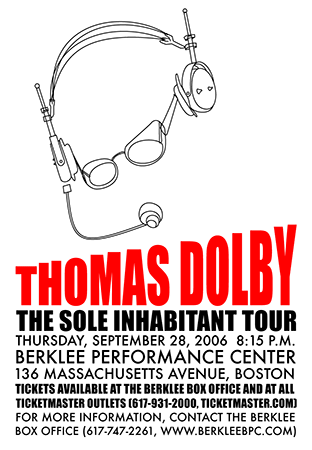 THOMAS DOLBY
THE SOLE INHABITANT TOUR
THURSDAY, SEPTEMBER 28, 2006 8:15 P.M.
BERKLEE PERFORMANCE CENTER
136 MASSACHUSETTS AVENUE, BOSTON
TICKETS AVAILABLE AT THE BERKLEE BOX OFFICE AND AT ALL
TICKETMASTER OUTLETS (617-931-2000, TICKETMASTER.COM)
FOR MORE INFORMATION, CONTACT THE BERKLEE
BOX OFFICE (617-747-2261, WWW.BERKLEEBPC.COM)